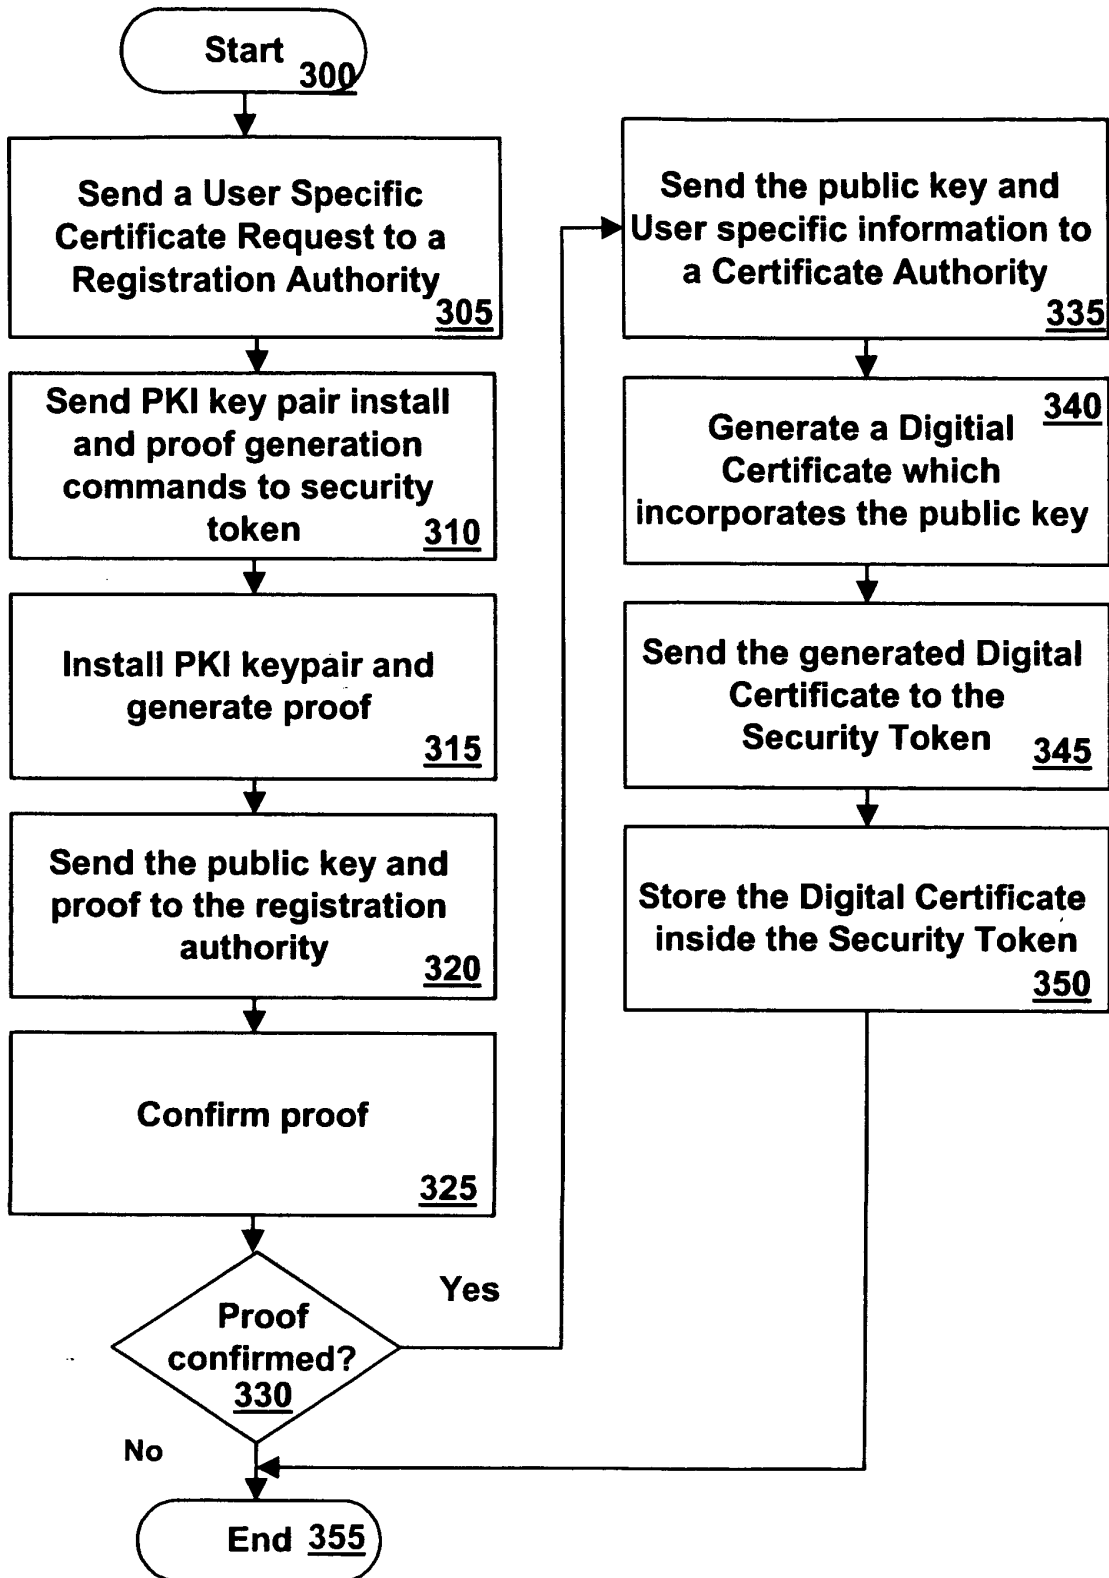 Start
300
Send a User Specific
Certificate Request to a
Registration Authority
305
Send PKI key pair install
and proof generation
commands to security
token
310
Install PKI keypair and
generate proof
315
Send the public key and
proof to the registration
authority
320
Confirm proof
325
Proof
confirmed?
330
Yes
No
Send the public key and
User specific information to
a Certificate Authority
335
340
Generate a Digitial
Certificate which
incorporates the public key
Send the generated Digital
Certificate to the
Security Token
345
Store the Digital Certificate
inside the Security Token
350
End 355